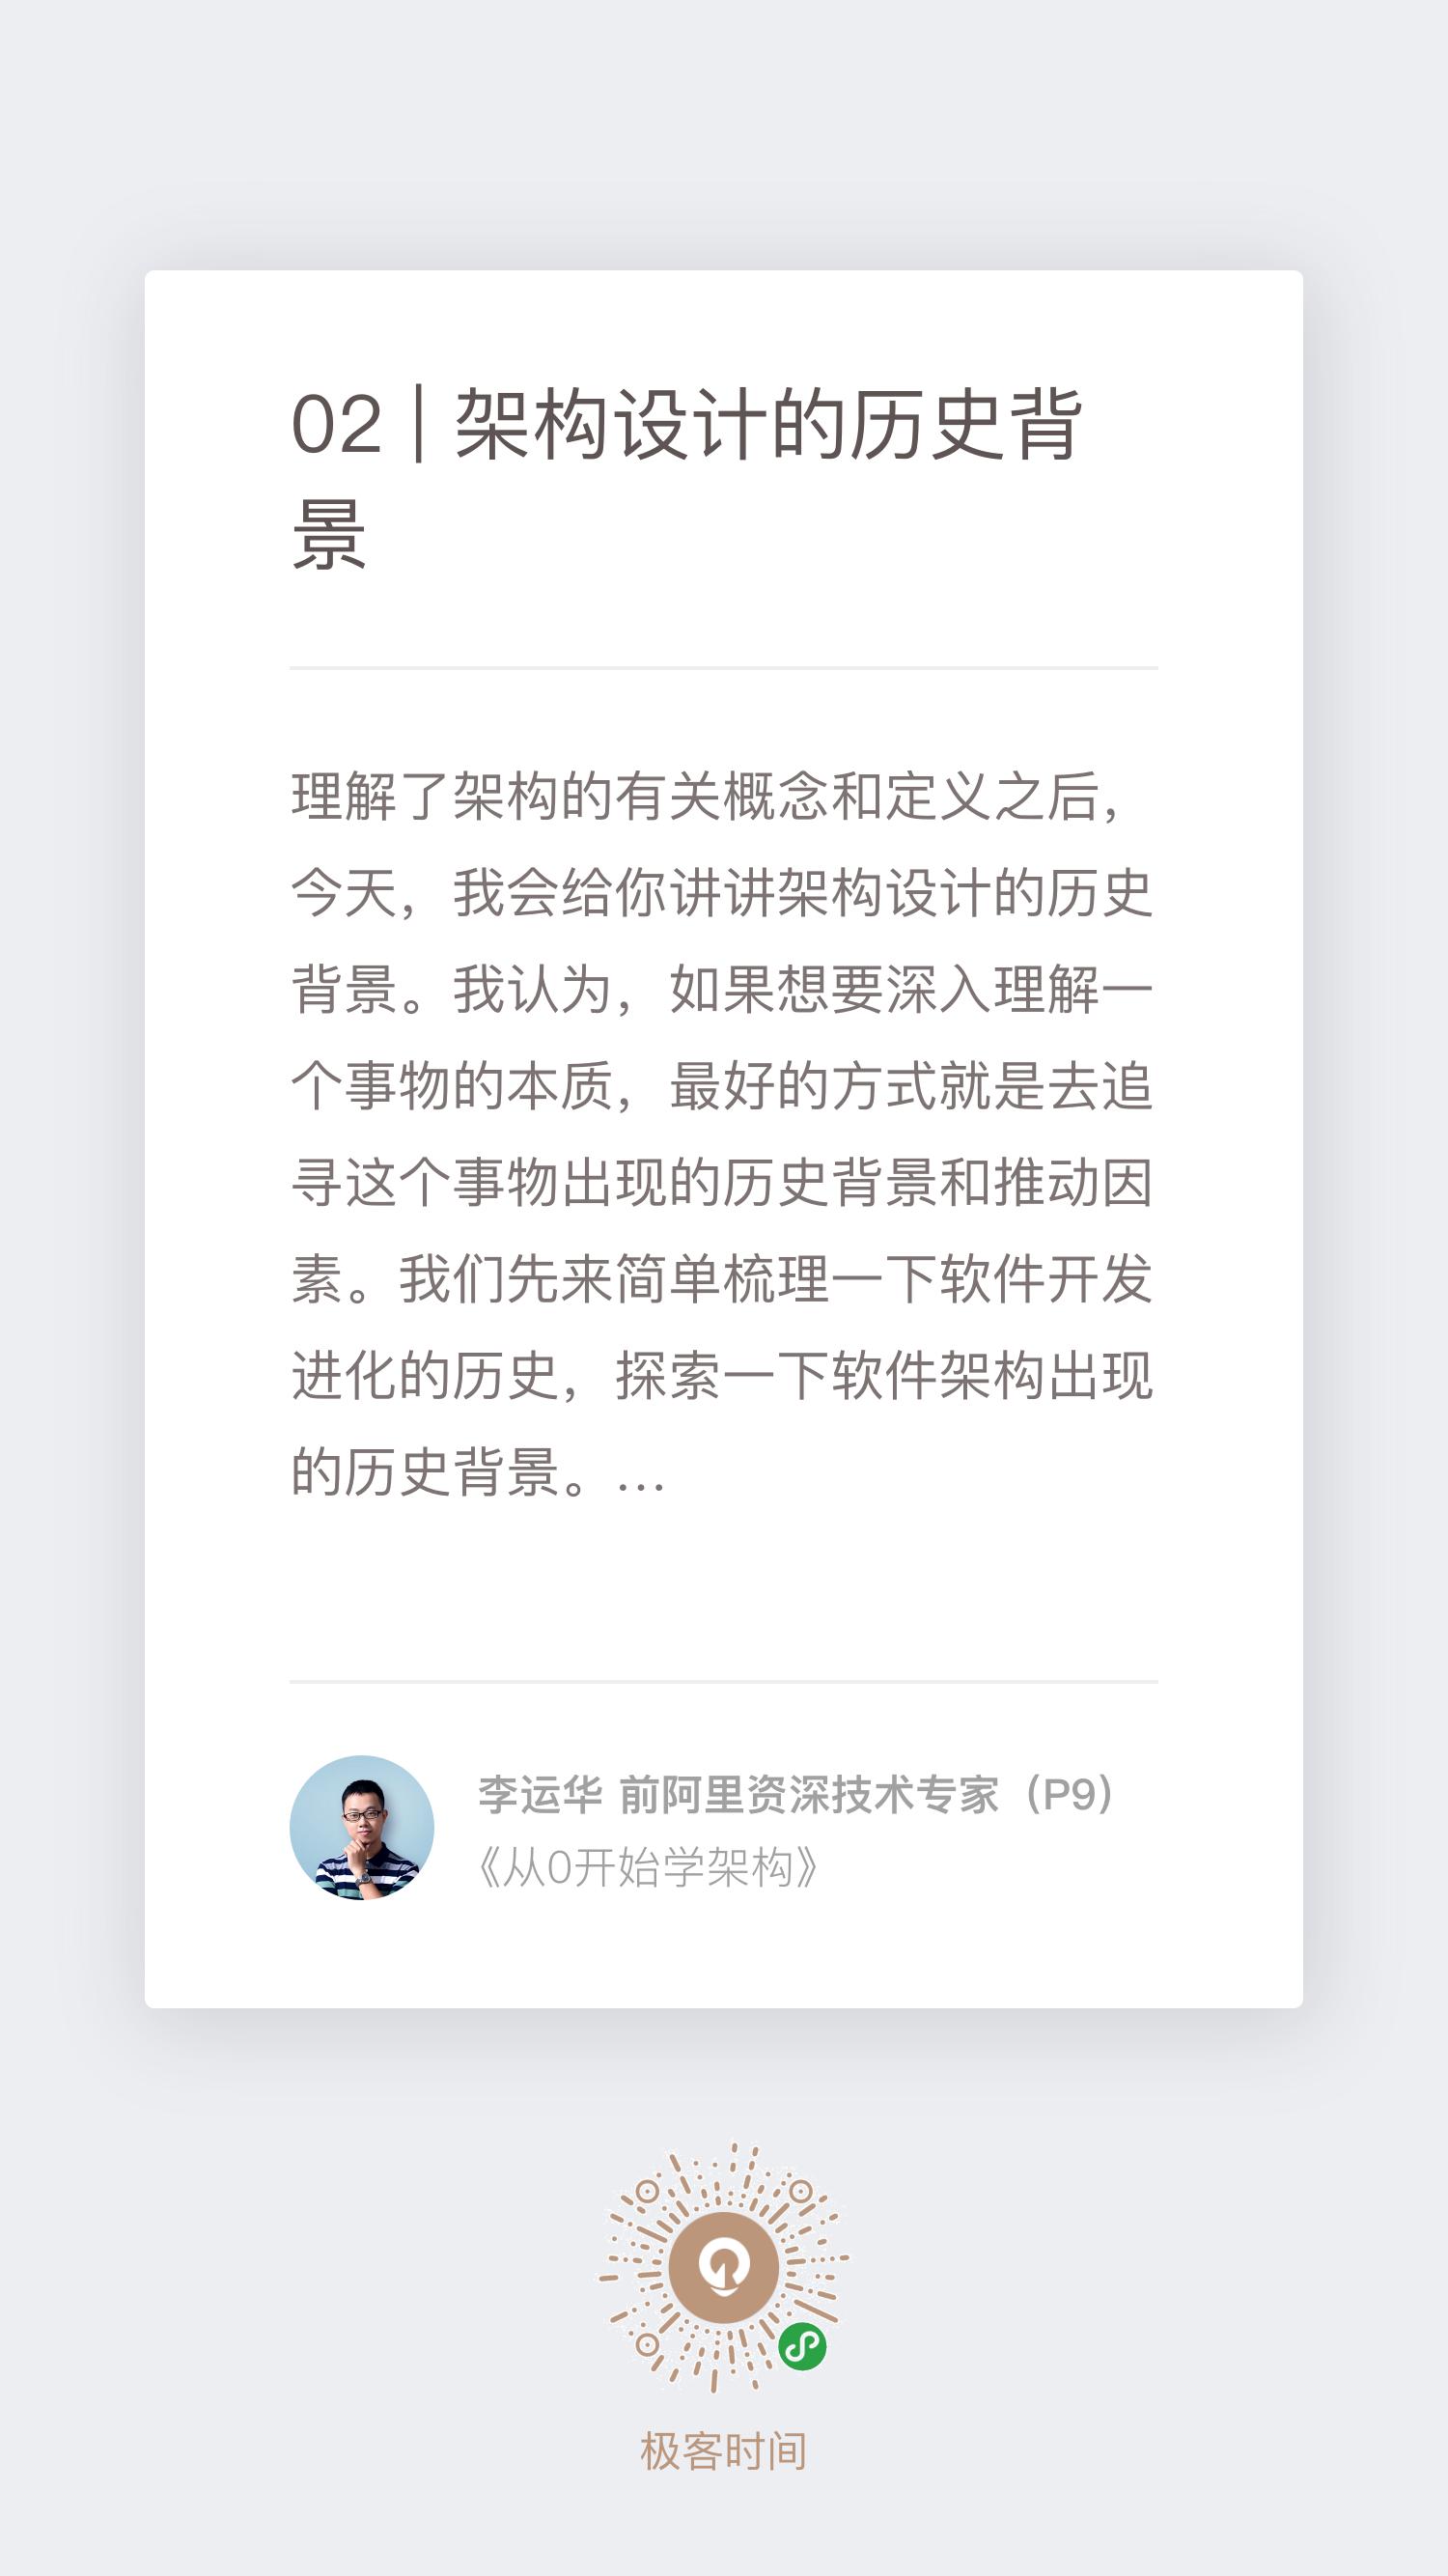 02 | 架构设计的历史背
景
理解了架构的有关概念和定义之后，
今天，我会给你讲讲架构设计的历史
背景。我认为，如果想要深入理解一
个事物的本质，最好的方式就是去追
寻这个事物出现的历史背景和推动因
素。我们先来简单梳理一下软件开发
进化的历史，探索一下软件架构出现
的历史背景。…
李运华 前阿里资深技术专家（P9）
《从0开始学架构》
极客时间